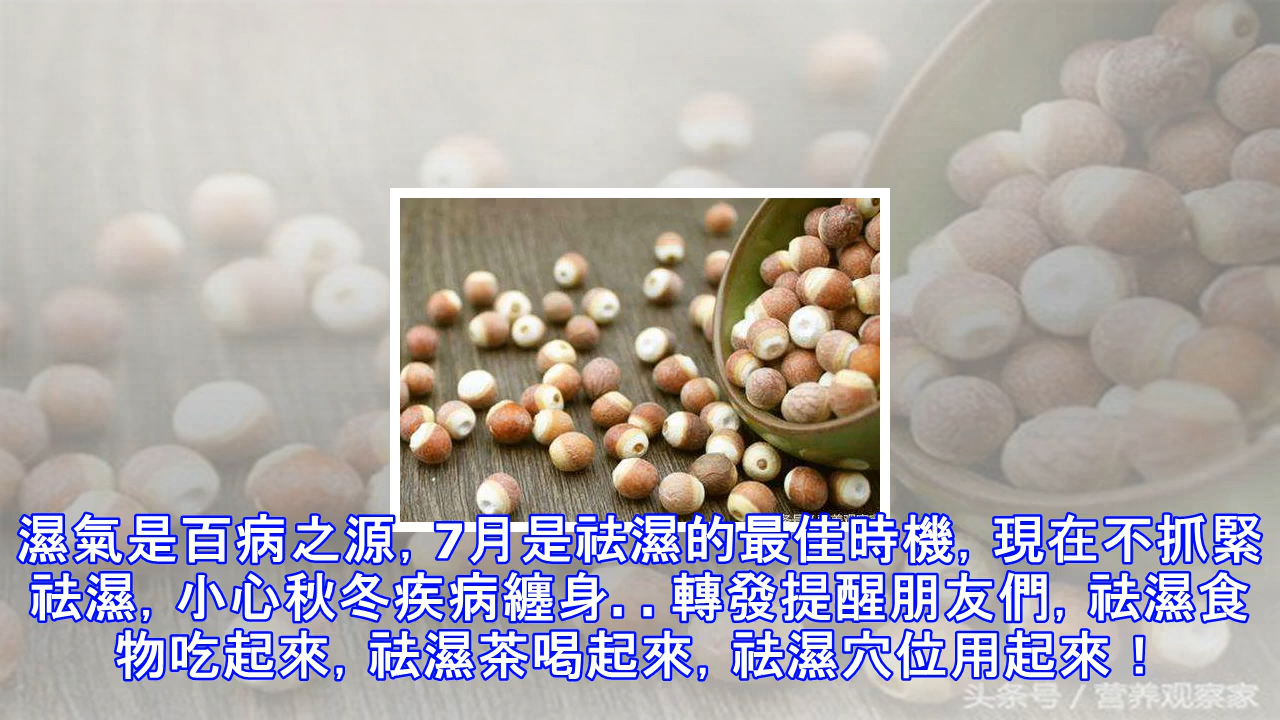 濕氣是百病之源, 7月是祛濕的最佳時機, 現在不抓緊
祛濕, 小心秋冬疾病纏身. . 轉發提醒朋友們, 祛濕食
物吃起來, 祛濕茶喝起來, 祛濕穴位用起來！
头条号 / 营养观察家